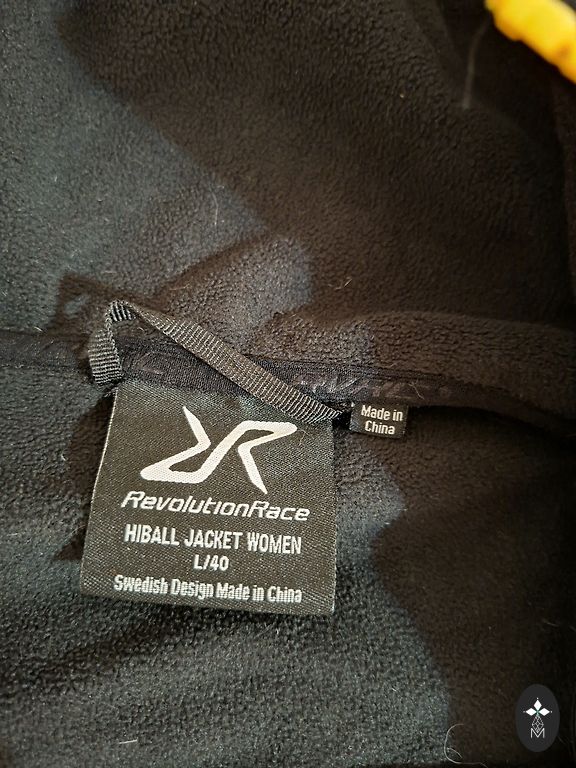 RevolutionRace
HIBALL JACKET WOMEN
L/40
Swedish Design Made in China
Made in
China
M